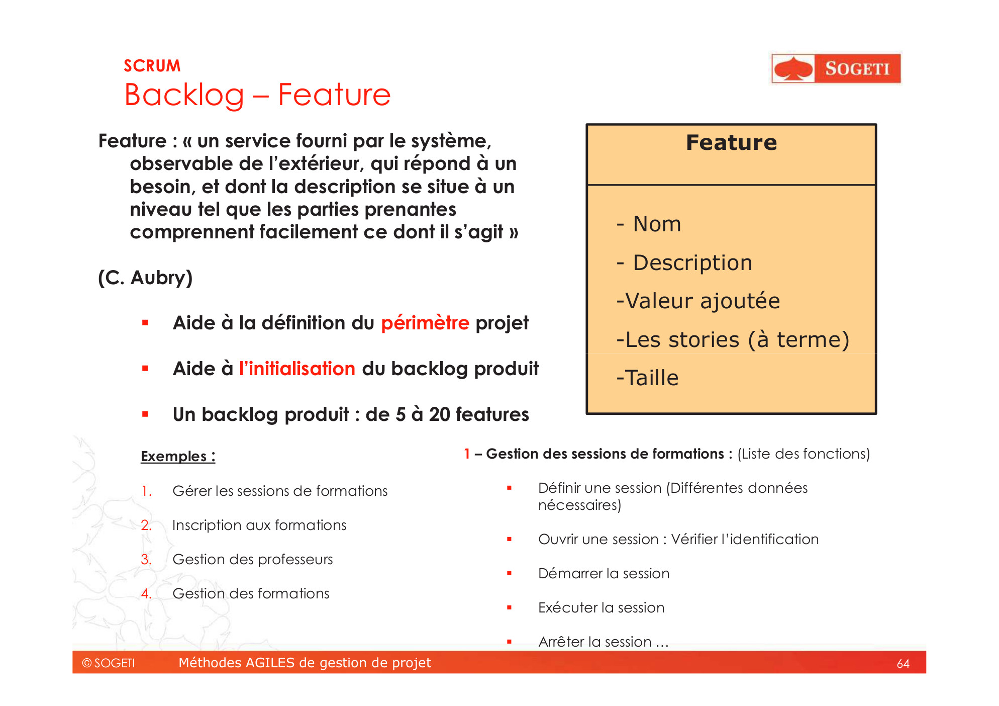 SCRUM
Backlog – Feature
SOGETI
Feature : « un service fourni par le système,
observable de l’extérieur, qui répond à un
besoin, et dont la description se situe à un
niveau tel que les parties prenantes
comprennent facilement ce dont il s’agit »
(C. Aubry)
▪ Aide à la définition du périmètre projet
▪ Aide à l’initialisation du backlog produit
▪ Un backlog produit : de 5 à 20 features
Feature
- Nom
- Description
-Valeur ajoutée
-Les stories (à terme)
-Taille
Exemples :
1. Gérer les sessions de formations
2. Inscription aux formations
3. Gestion des professeurs
4. Gestion des formations
1 – Gestion des sessions de formations : (Liste des fonctions)
▪ Définir une session (Différentes données
nécessaires)
▪ Ouvrir une session : Vérifier l’identification
▪ Démarrer la session
▪ Exécuter la session
▪ Arrêter la session …
© SOGETI Méthodes AGILES de gestion de projet 64